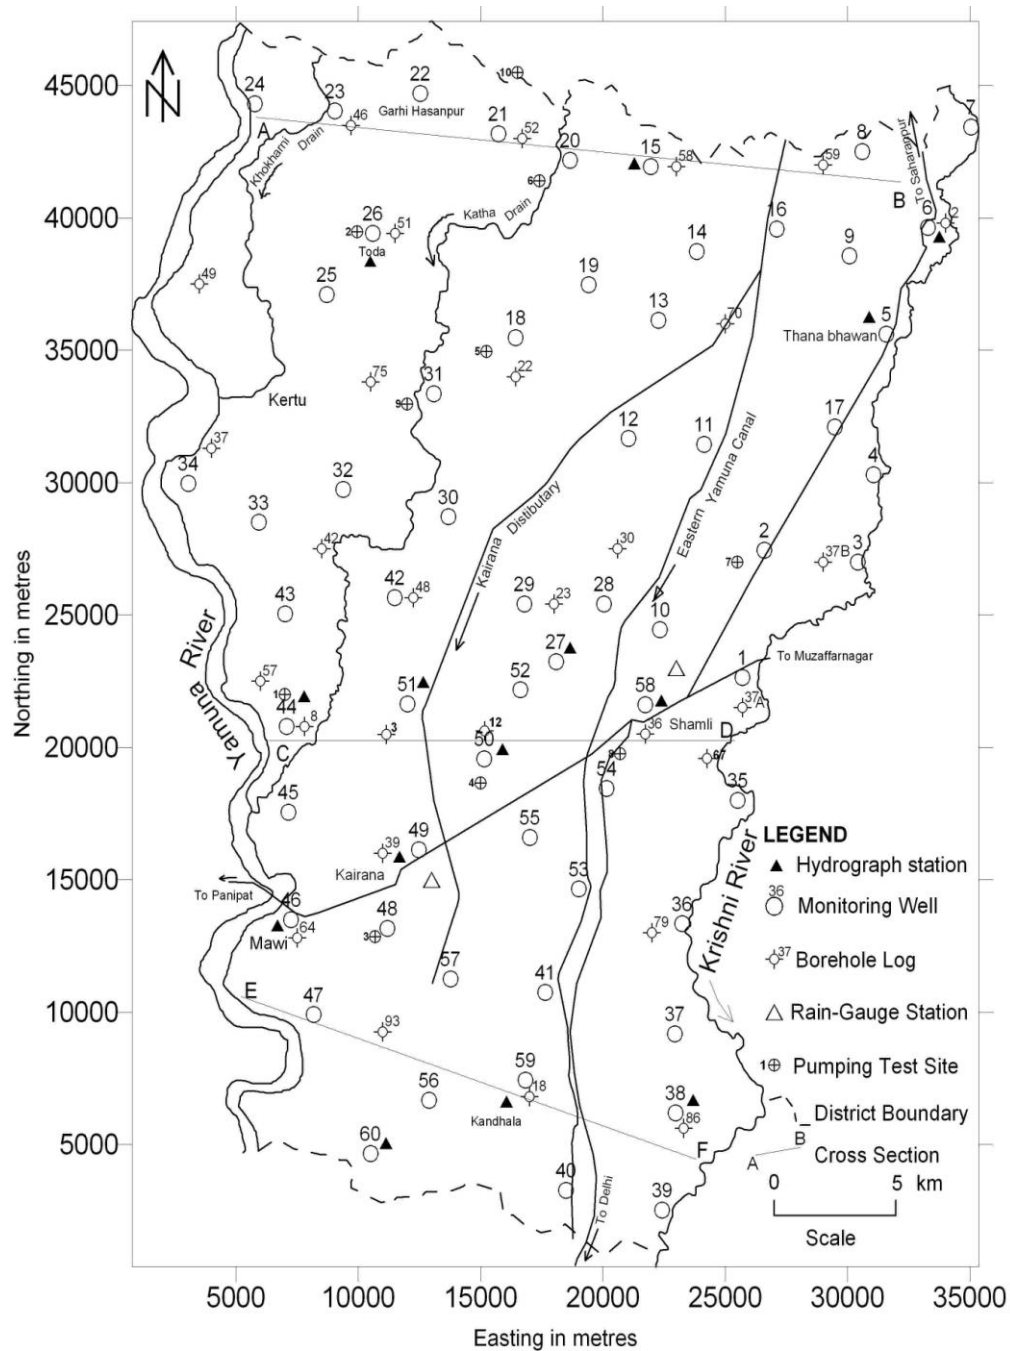 45000
40000
35000
30000
25000
20000
15000
10000
5000
Northing in metres
5000
10000
15000
20000
25000
30000
35000
Easting in metres
N
10
22
7
24
23
Garhi Hasanpur
46
21
52
8
A
20
15
58
59
To Saharanpur
Khokharni Drain
6
B
6
2
Katha Drain
26
51
2
16
14
9
Toda
49
25
19
13
70
5
Thana bhawan
18
5
22
75
31
9
Kertu
12
11
17
37
34
32
4
33
30
Kairana Distibutary
Eastern Yamuna Canal
42
30
2
7
37B
3
42
48
29
23
28
43
10
27
To Muzaffarnagar
Yamuna River
57
1
52
1
51
58
37A
44
8
3
12
36
Shamli
D
C
50
8
67
4
54
35
45
55
39
49
Kairana
53
To Panipat
46
64
Mawi
48
3
79
36
Krishni River
57
E
41
47
93
37
59
18
56
38
Kandhala
86
60
F
40
39
To Delhi
LEGEND
Hydrograph station
36
Monitoring Well
37
Borehole Log
Rain-Gauge Station
1
Pumping Test Site
District Boundary
A
B
Cross Section
0 5 km
Scale